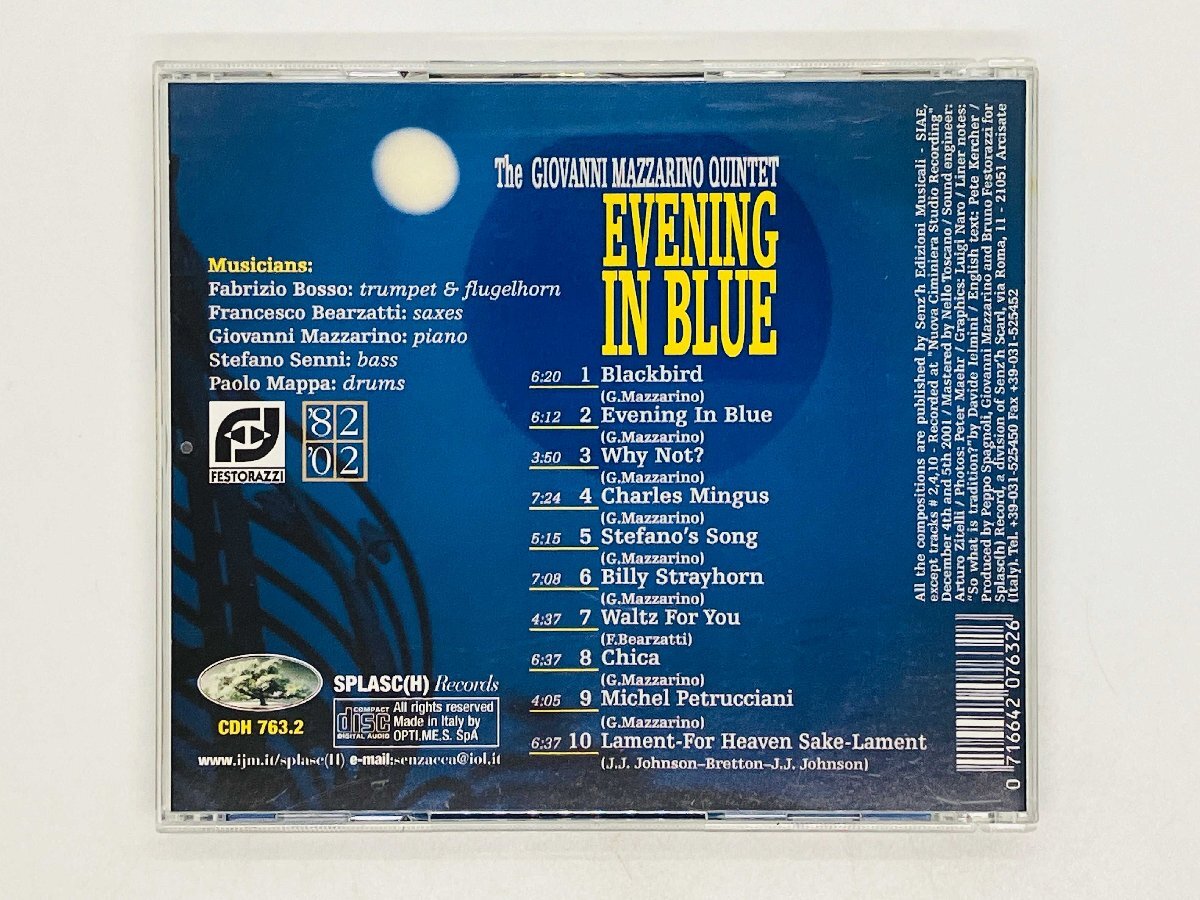 The GIOVANNI MAZZARINO QUINTET
EVENING
IN BLUE
Musicians:
Fabrizio Bosso: trumpet & flugelhorn
Francesco Bearzatti: saxes
Giovanni Mazzarino: piano
Stefano Senni: bass
Paolo Mappa: drums
FESTORAZZI
'82
'02
6:20 1 Blackbird
(G.Mazzarino)
6:12 2 Evening In Blue
(G.Mazzarino)
3:50 3 Why Not?
(G.Mazzarino)
7:24 4 Charles Mingus
(G.Mazzarino)
5:15 5 Stefano's Song
(G.Mazzarino)
7:08 6 Billy Strayhorn
(G.Mazzarino)
4:37 7 Waltz For You
(F.Bearzatti)
6:37 8 Chica
(G.Mazzarino)
4:05 9 Michel Petrucciani
(G.Mazzarino)
6:37 10 Lament-For Heaven Sake-Lament
(J.J. Johnson–Bretton–J.J. Johnson)
CDH 763.2
SPLASC(H) Records
COMPACT
disc
DIGITAL AUDIO
All rights reserved
Made in Italy by
OPTI.ME.S. SpA
www.ijm.it/splasc(H) e-mail:senzacca@iol.it
All the compositions are published by Senz'h Edizioni Musicali - SIAE,
except tracks # 2,4,10 - Recorded at "Nuova Ciminiera Studio Recording"
December 4th and 5th 2001 / Mastered by Nello Toscano / Sound engineer:
Arturo Zitelli / Photos: Peter Maehr / Graphics: Luigi Naro / Liner notes:
"So what is tradition?"by Davide Ielmini / English text: Pete Kercher /
Produced by Peppo Spagnoli, Giovanni Mazzarino and Bruno Festorazzi for
Splasc(h) Record, a division of Senz'h Scarl, via Roma, 11 - 21051 Arcisate
(Italy). Tel. +39-031-525450 Fax +39-031-525452
0 716642 076326